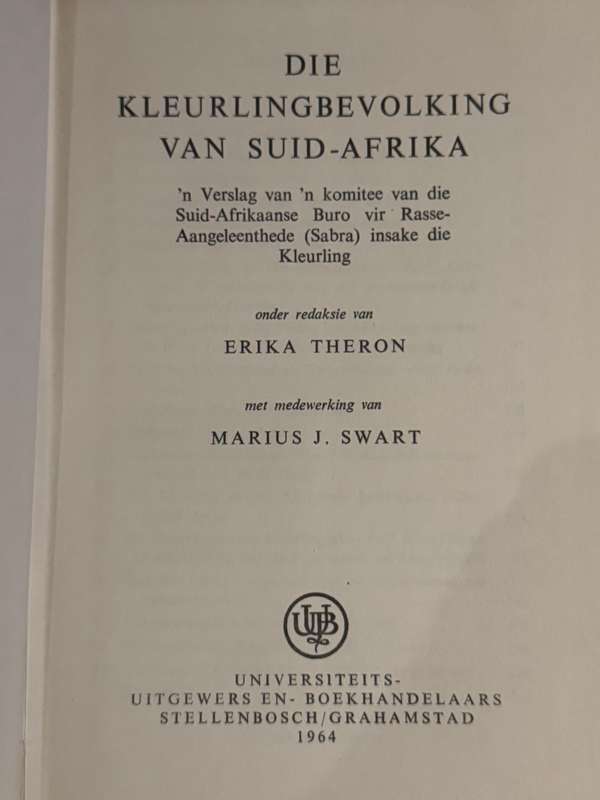 DIE
KLEURLINGBEVOLKING
VAN SUID-AFRIKA
'n Verslag van 'n komitee van die
Suid-Afrikaanse Buro vir Rasse-
Aangeleenthede (Sabra) insake die
Kleurling
onder redaksie van
ERIKA THERON
met medewerking van
MARIUS J. SWART
UUB
UNIVERSITEITS-
UITGEWERS EN- BOEKHANDELAARS
STELLENBOSCH/GRAHAMSTAD
1964